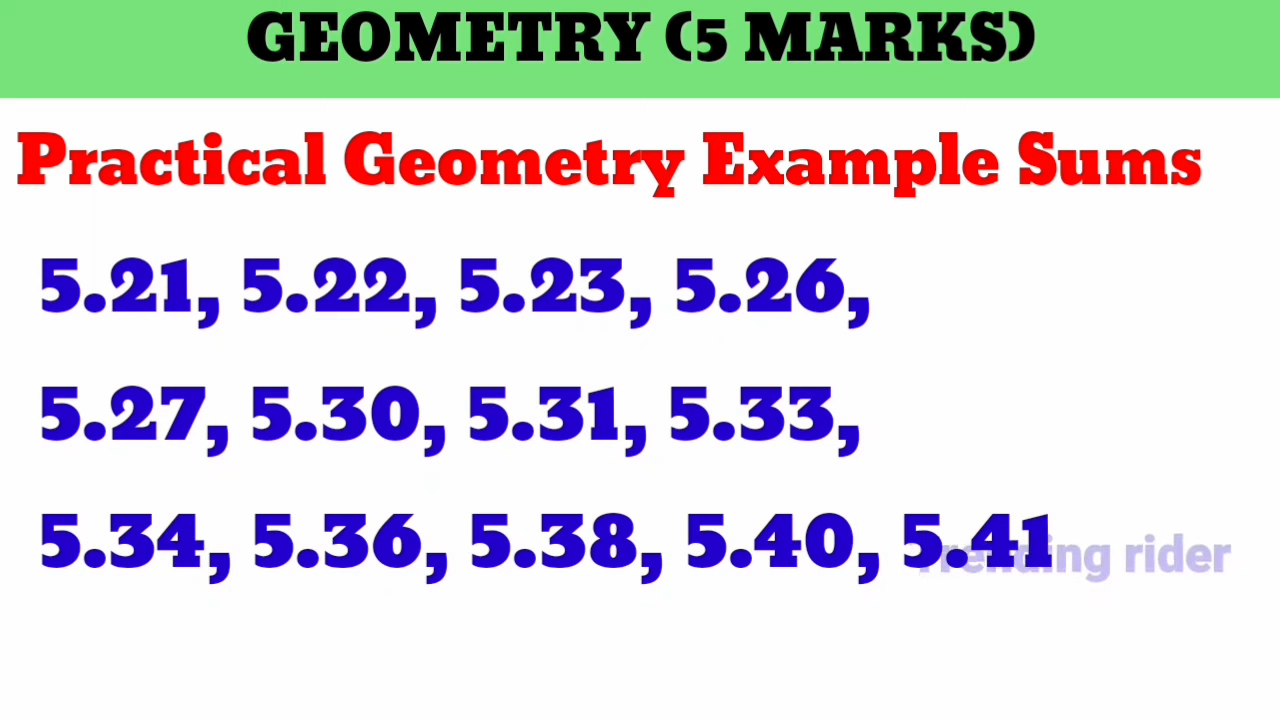 GEOMETRY (5 MARKS)
Practical Geometry Example Sums
5.21, 5.22, 5.23, 5.26,
5.27, 5.30, 5.31, 5.33,
5.34, 5.36, 5.38, 5.40, 5.41
Trending rider